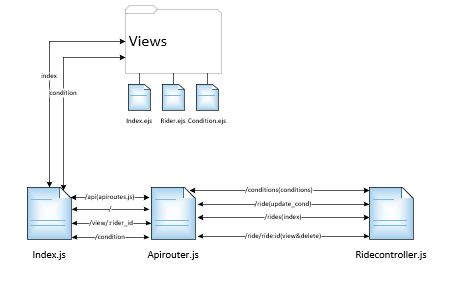 Views
index
condition
Index.ejs Rider.ejs Condition.ejs
/api(apiroutes.js)
/
/view/:rider_id
/condition
/conditions(conditions)
/ride(update_cond)
/rides(index)
/ride/ride:id(view&delete)
Index.js
Apirouter.js
Ridecontroller.js